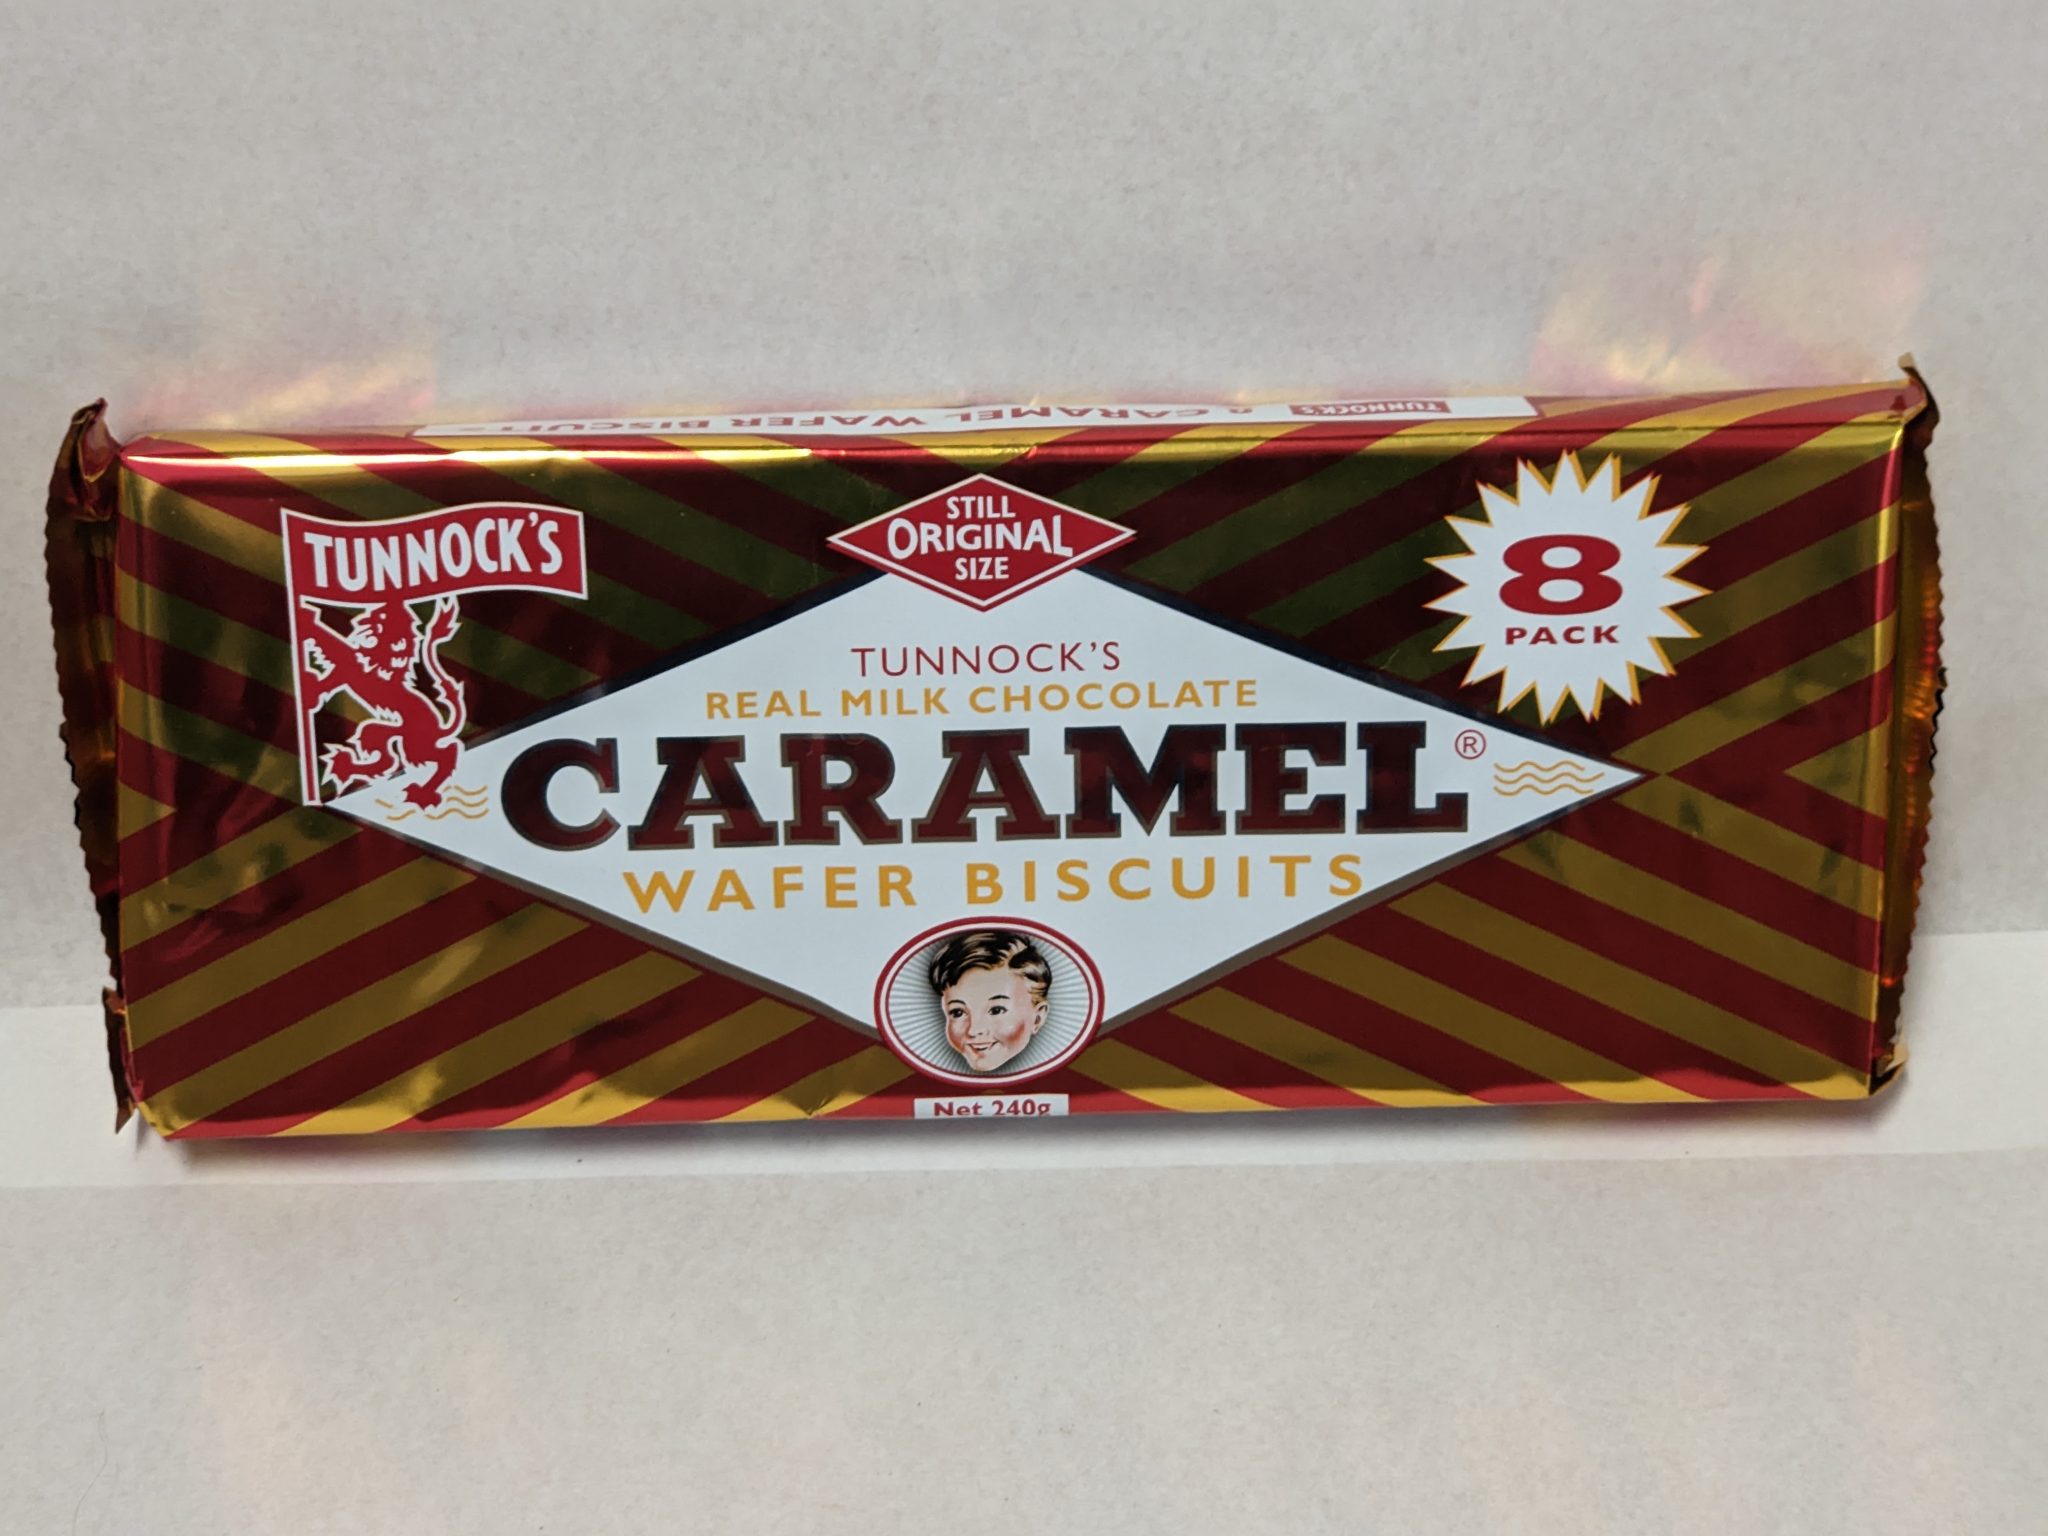 TUNNOCK'S 8 CARAMEL WAFER BISCUITS
TUNNOCK'S
STILL
ORIGINAL
SIZE
8
PACK
TUNNOCK'S
REAL MILK CHOCOLATE
CARAMEL®
WAFER BISCUITS
Net 240g